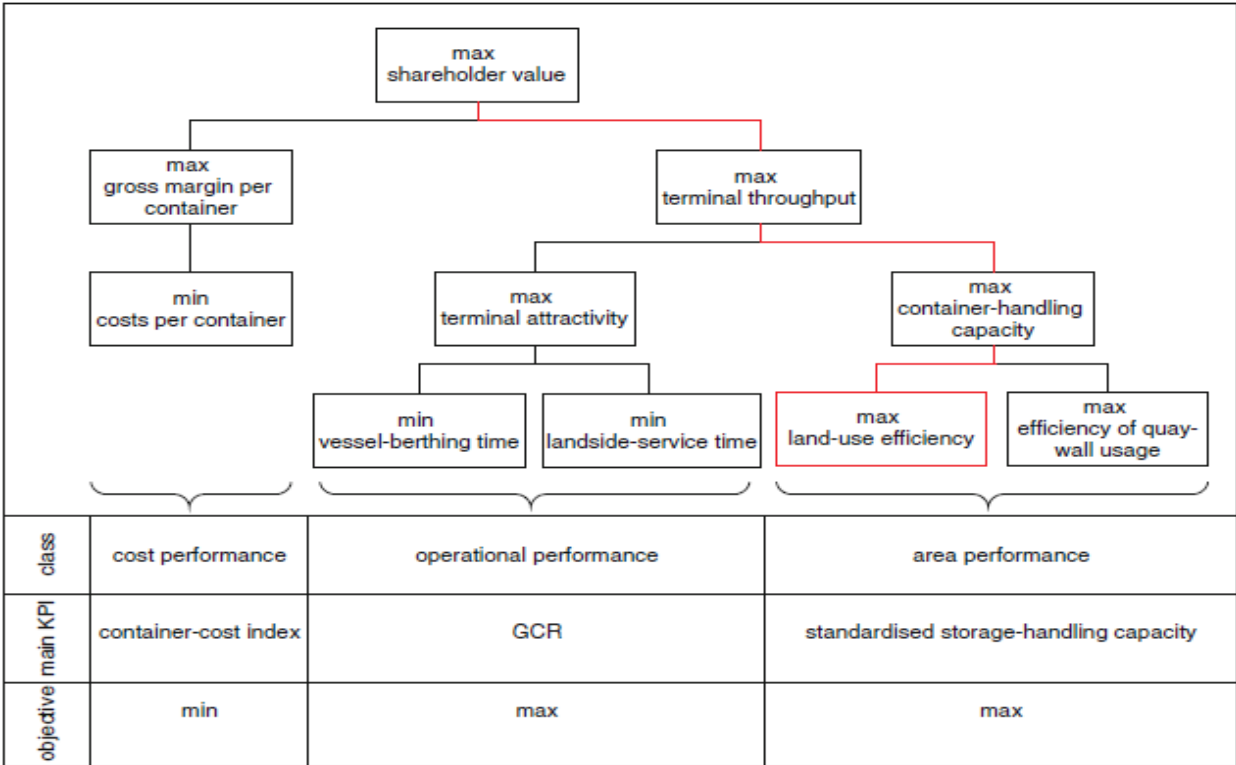 max
shareholder value
max
gross margin per
container
max
terminal throughput
min
costs per container
max
terminal attractivity
max
container-handling
capacity
min
vessel-berthing time
min
landside-service time
max
land-use efficiency
max
efficiency of quay-
wall usage
class
cost performance
operational performance
area performance
main KPI
container-cost index
GCR
standardised storage-handling capacity
objective
min
max
max